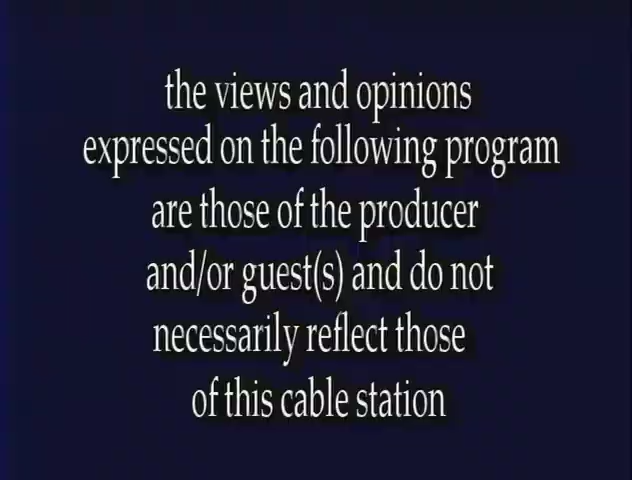 the views and opinions
expressed on the following program
are those of the producer
and/or guest(s) and do not
necessarily reflect those
of this cable station